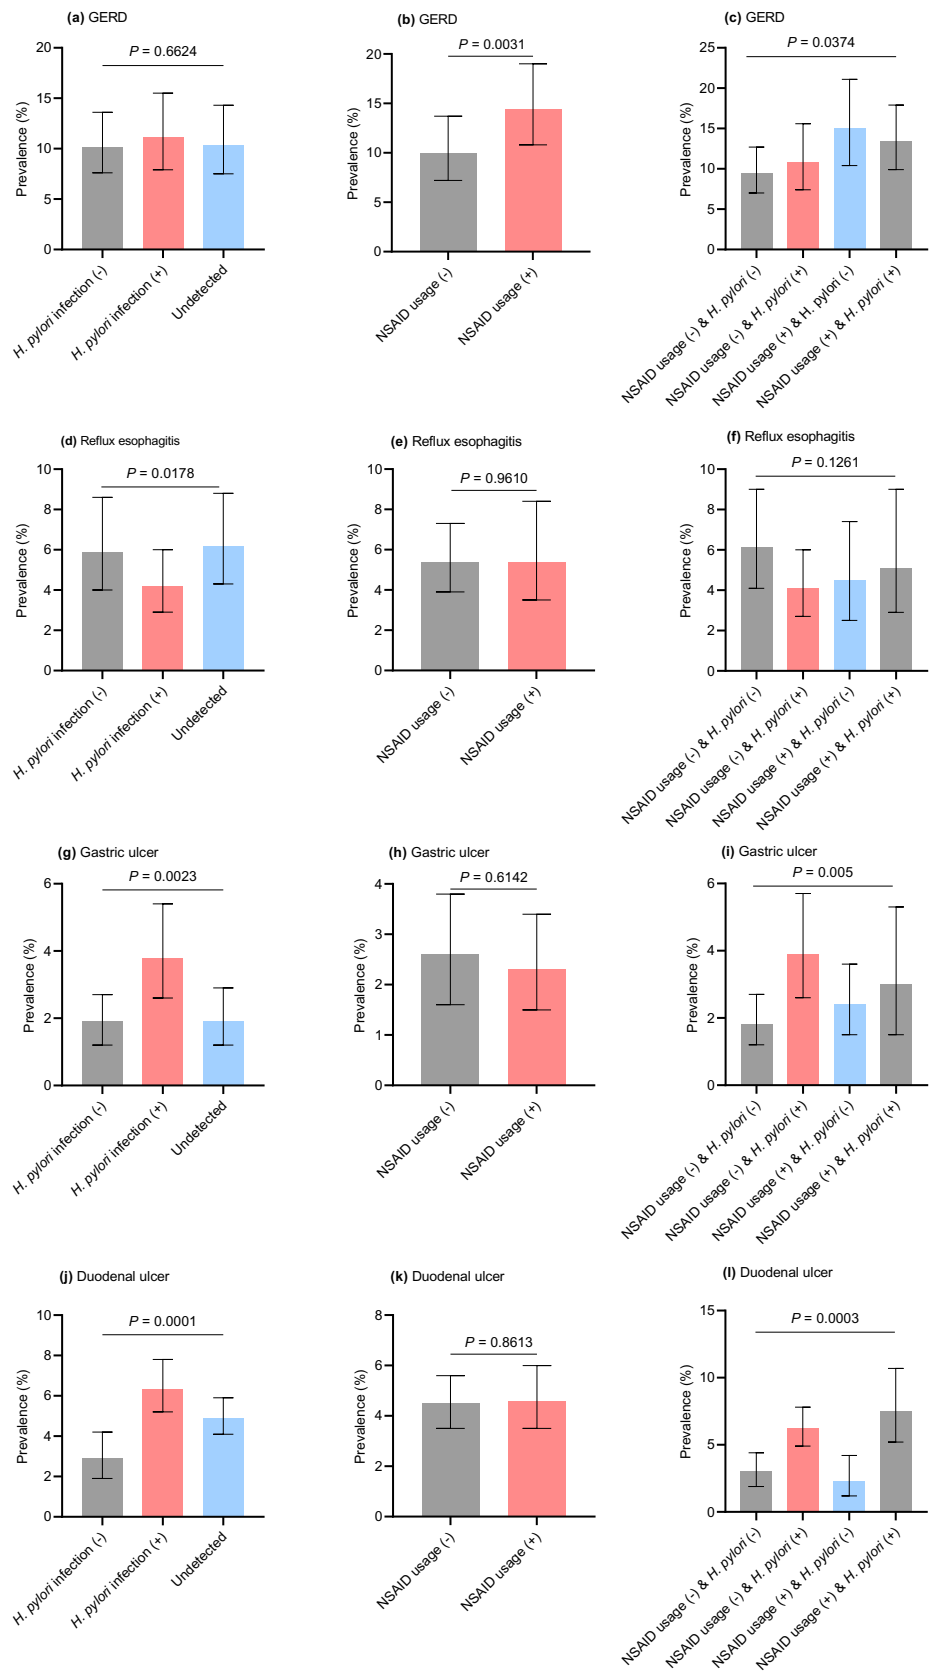 (a) GERD
P = 0.6624
20
15
10
5
0
Prevalence (%)
H. pylori infection (-)
H. pylori infection (+)
Undetected
(b) GERD
P = 0.0031
20
15
10
5
0
Prevalence (%)
NSAID usage (-)
NSAID usage (+)
(c) GERD
P = 0.0374
25
20
15
10
5
0
Prevalence (%)
NSAID usage (-) & H. pylori (-)
NSAID usage (-) & H. pylori (+)
NSAID usage (+) & H. pylori (-)
NSAID usage (+) & H. pylori (+)
(d) Reflux esophagitis
P = 0.0178
10
8
6
4
2
0
Prevalence (%)
H. pylori infection (-)
H. pylori infection (+)
Undetected
(e) Reflux esophagitis
P = 0.9610
10
8
6
4
2
0
Prevalence (%)
NSAID usage (-)
NSAID usage (+)
(f) Reflux esophagitis
P = 0.1261
10
8
6
4
2
0
Prevalence (%)
NSAID usage (-) & H. pylori (-)
NSAID usage (-) & H. pylori (+)
NSAID usage (+) & H. pylori (-)
NSAID usage (+) & H. pylori (+)
(g) Gastric ulcer
P = 0.0023
6
4
2
0
Prevalence (%)
H. pylori infection (-)
H. pylori infection (+)
Undetected
(h) Gastric ulcer
P = 0.6142
4
3
2
1
0
Prevalence (%)
NSAID usage (-)
NSAID usage (+)
(i) Gastric ulcer
P = 0.005
6
4
2
0
Prevalence (%)
NSAID usage (-) & H. pylori (-)
NSAID usage (-) & H. pylori (+)
NSAID usage (+) & H. pylori (-)
NSAID usage (+) & H. pylori (+)
(j) Duodenal ulcer
P = 0.0001
10
8
6
4
2
0
Prevalence (%)
H. pylori infection (-)
H. pylori infection (+)
Undetected
(k) Duodenal ulcer
P = 0.8613
8
6
4
2
0
Prevalence (%)
NSAID usage (-)
NSAID usage (+)
(l) Duodenal ulcer
P = 0.0003
15
10
5
0
Prevalence (%)
NSAID usage (-) & H. pylori (-)
NSAID usage (-) & H. pylori (+)
NSAID usage (+) & H. pylori (-)
NSAID usage (+) & H. pylori (+)